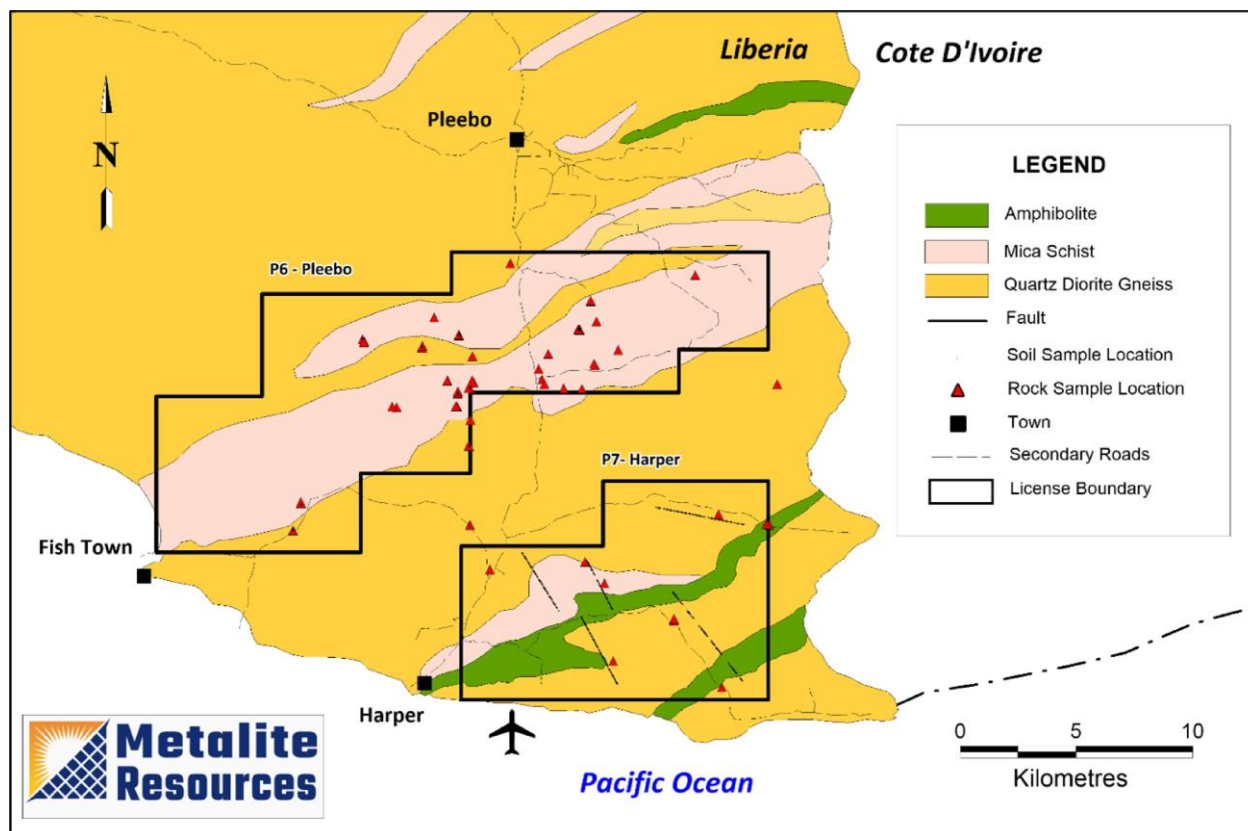 Liberia
Cote D'Ivoire
Pleebo
N
P6 - Pleebo
P7- Harper
Fish Town
Harper
Pacific Ocean
LEGEND
Amphibolite
Mica Schist
Quartz Diorite Gneiss
Fault
Soil Sample Location
Rock Sample Location
Town
Secondary Roads
License Boundary
0 5 10
Kilometres
Metalite
Resources